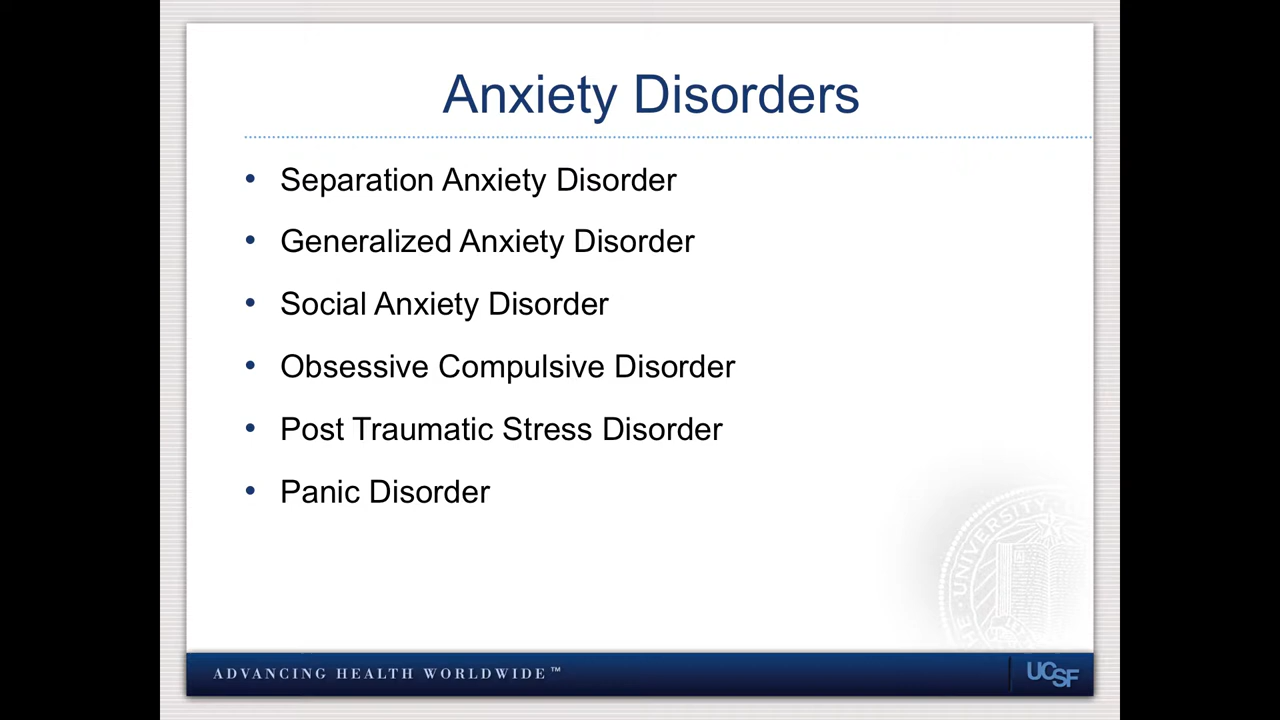 Anxiety Disorders
• Separation Anxiety Disorder
• Generalized Anxiety Disorder
• Social Anxiety Disorder
• Obsessive Compulsive Disorder
• Post Traumatic Stress Disorder
• Panic Disorder
UNIVERSITY
ADVANCING HEALTH WORLDWIDE™
UCSF